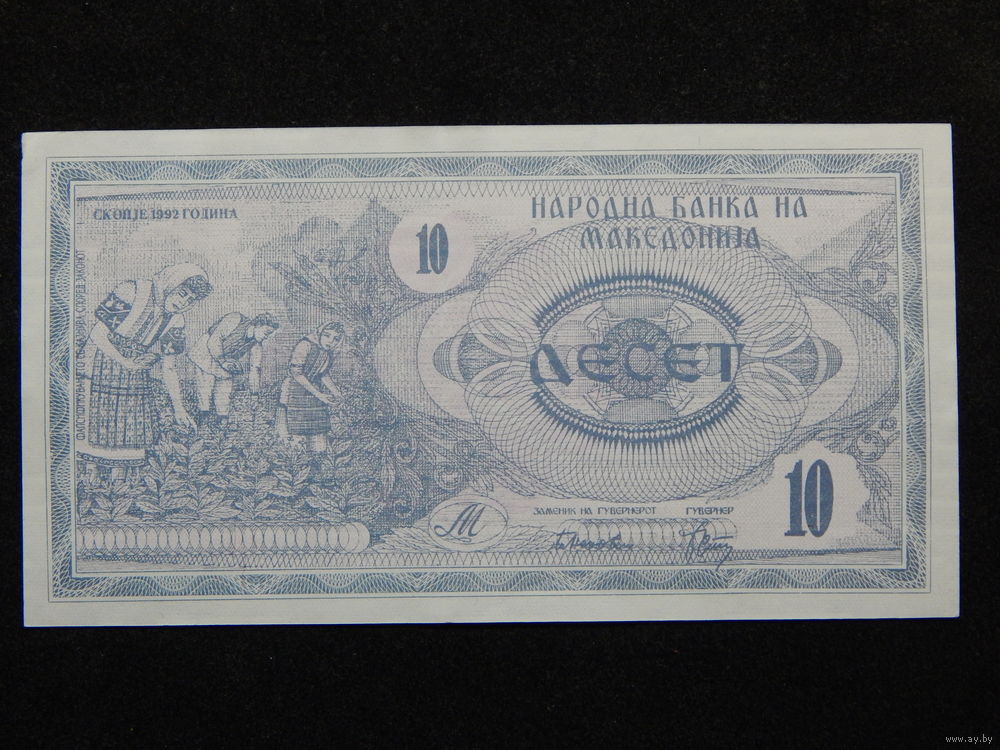 СКОПЈЕ 1992 ГОДИНА
10
НАРОДНА БАНКА НА
МАКЕДОНИЈА
ДЕСЕТ
10
ЗАМЕНИК НА ГУВЕРНЕРОТ ГУВЕРНЕР
М
www.ay.by